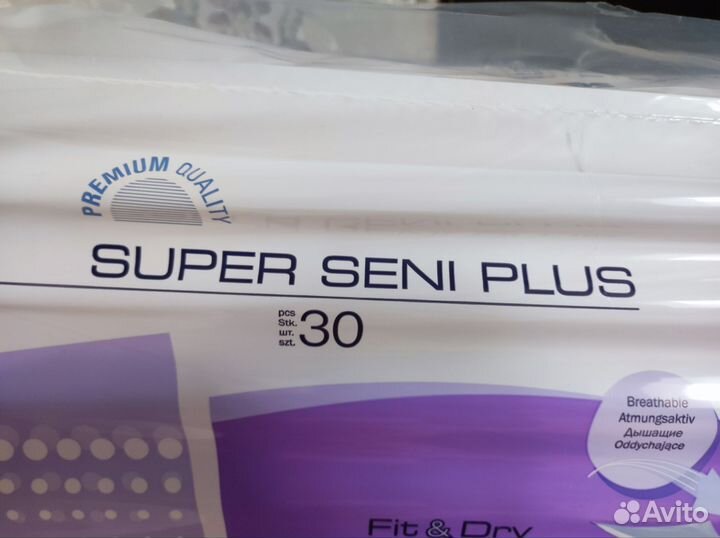 PREMIUM QUALITY
SUPER SENI PLUS
pcs
Stk.
шт.
szt.
30
Breathable
Atmungsaktiv
Дышащие
Oddychające
Fit & Dry
Avito